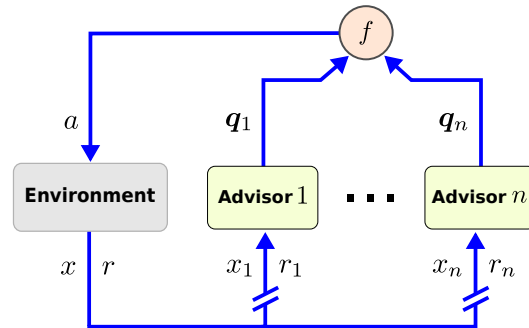 f
a
q₁
qₙ
Environment
Advisor 1
Advisor n
x r
x₁ r₁
xₙ rₙ